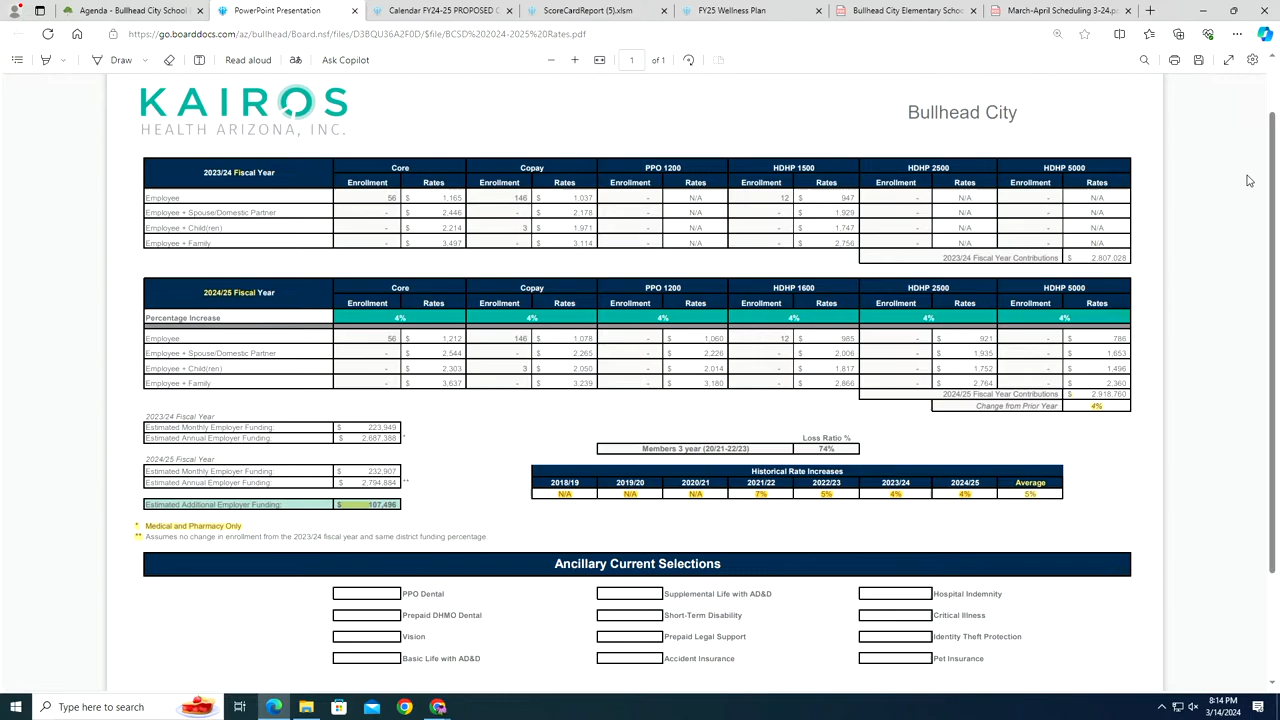 Agenda - School
PowerPoint Presentation
Calendar FY24-25 PROPOSED C
ScoreCardReport (5).xlsm
FY25 Wellness Plan
Bullhead City Elementary Schoo
March-April Scheduling 3-24.p
https://go.boarddocs.com/az/bullhead/Board.nsf/files/D3BQU36A2F0D/$file/BCSD%202024-2025%20Rates.pdf
Draw Read aloud Ask Copilot 1 of 1
KAIROS
HEALTH ARIZONA, INC.
Bullhead City
2023/24 Fiscal Year Core Copay PPO 1200 HDHP 1500 HDHP 2500 HDHP 5000
Enrollment Rates Enrollment Rates Enrollment Rates Enrollment Rates Enrollment Rates Enrollment Rates
Employee 56 $ 1,165 146 $ 1,037 - N/A 12 $ 947 - N/A - N/A
Employee + Spouse/Domestic Partner - $ 2,446 - $ 2,178 - N/A - $ 1,929 - N/A - N/A
Employee + Child(ren) - $ 2,214 3 $ 1,971 - N/A - $ 1,747 - N/A - N/A
Employee + Family - $ 3,497 - $ 3,114 - N/A - $ 2,756 - N/A - N/A
2023/24 Fiscal Year Contributions $ 2,807,028
2024/25 Fiscal Year Core Copay PPO 1200 HDHP 1600 HDHP 2500 HDHP 5000
Enrollment Rates Enrollment Rates Enrollment Rates Enrollment Rates Enrollment Rates Enrollment Rates
Percentage Increase 4% 4% 4% 4% 4% 4%
Employee 56 $ 1,212 146 $ 1,078 - $ 1,060 12 $ 985 - $ 921 - $ 786
Employee + Spouse/Domestic Partner - $ 2,544 - $ 2,265 - $ 2,226 - $ 2,006 - $ 1,935 - $ 1,653
Employee + Child(ren) - $ 2,303 3 $ 2,050 - $ 2,014 - $ 1,817 - $ 1,752 - $ 1,496
Employee + Family - $ 3,637 - $ 3,239 - $ 3,180 - $ 2,866 - $ 2,764 - $ 2,360
2024/25 Fiscal Year Contributions $ 2,918,760
Change from Prior Year 4%
2023/24 Fiscal Year
Estimated Monthly Employer Funding: $ 223,949
Estimated Annual Employer Funding: $ 2,687,388 *
Loss Ratio %
Members 3 year (20/21-22/23) 74%
2024/25 Fiscal Year
Estimated Monthly Employer Funding $ 232,907
Estimated Annual Employer Funding: $ 2,794,884 **
Historical Rate Increases
2018/19 2019/20 2020/21 2021/22 2022/23 2023/24 2024/25 Average
N/A N/A N/A 7% 5% 4% 4% 5%
Estimated Additional Employer Funding: $ 107,496
* Medical and Pharmacy Only
** Assumes no change in enrollment from the 2023/24 fiscal year and same district funding percentage
Ancillary Current Selections
PPO Dental Supplemental Life with AD&D Hospital Indemnity
Prepaid DHMO Dental Short-Term Disability Critical Illness
Vision Prepaid Legal Support Identity Theft Protection
Basic Life with AD&D Accident Insurance Pet Insurance
Type here to search
8:14 PM
3/14/2024